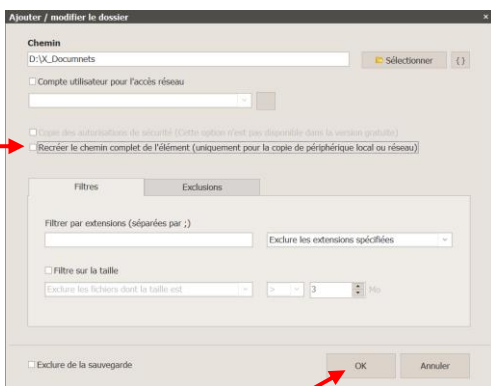 Ajouter / modifier le dossier ×
Chemin
D:\X_Documnets Sélectionner { }
Compte utilisateur pour l'accès réseau
Copie des autorisations de sécurité (Cette option n'est pas disponible dans la version gratuite)
Recréer le chemin complet de l'élément (uniquement pour la copie de périphérique local ou réseau)
Filtres Exclusions
Filtrer par extensions (séparées par ;)
Exclure les extensions spécifiées
Filtre sur la taille
Exclure les fichiers dont la taille est > 3 Mo
Exclure de la sauvegarde OK Annuler